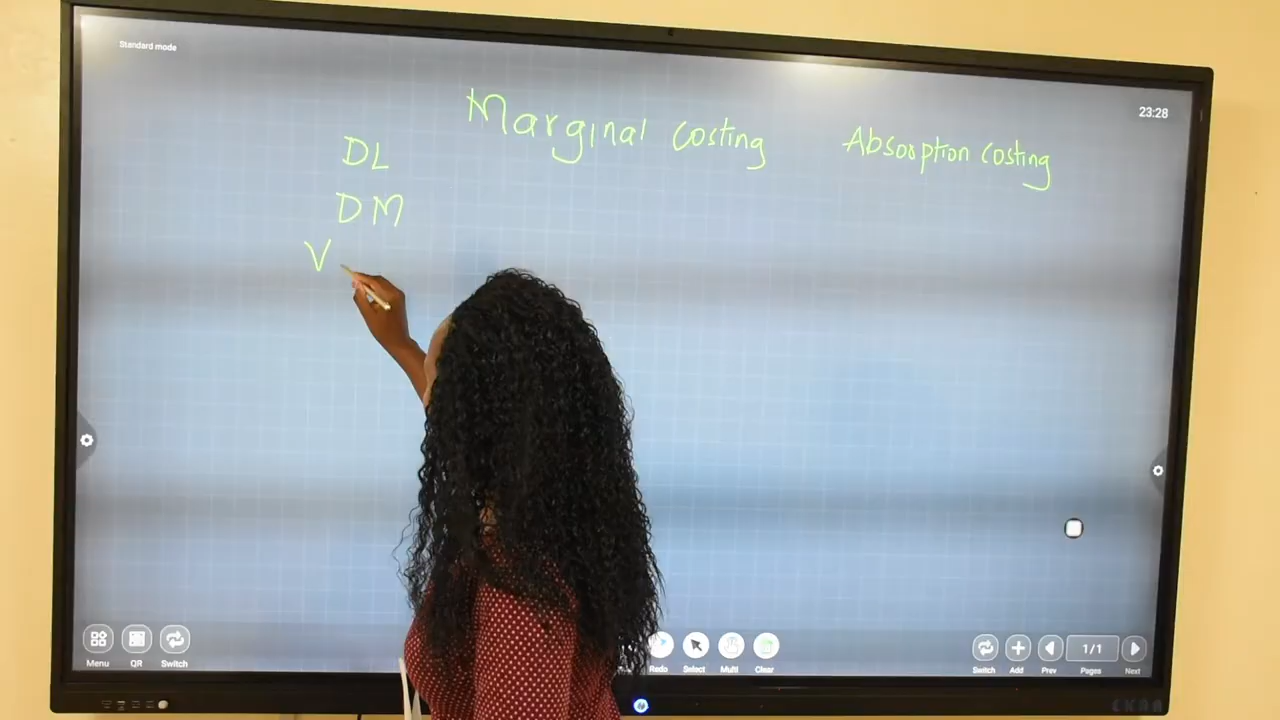 Standard mode
23:28
Marginal costing
Absorption costing
DL
DM
V
Menu
QR
Switch
Redo
Select
Multi
Clear
Switch
Add
Prev
1/1
Pages
Next